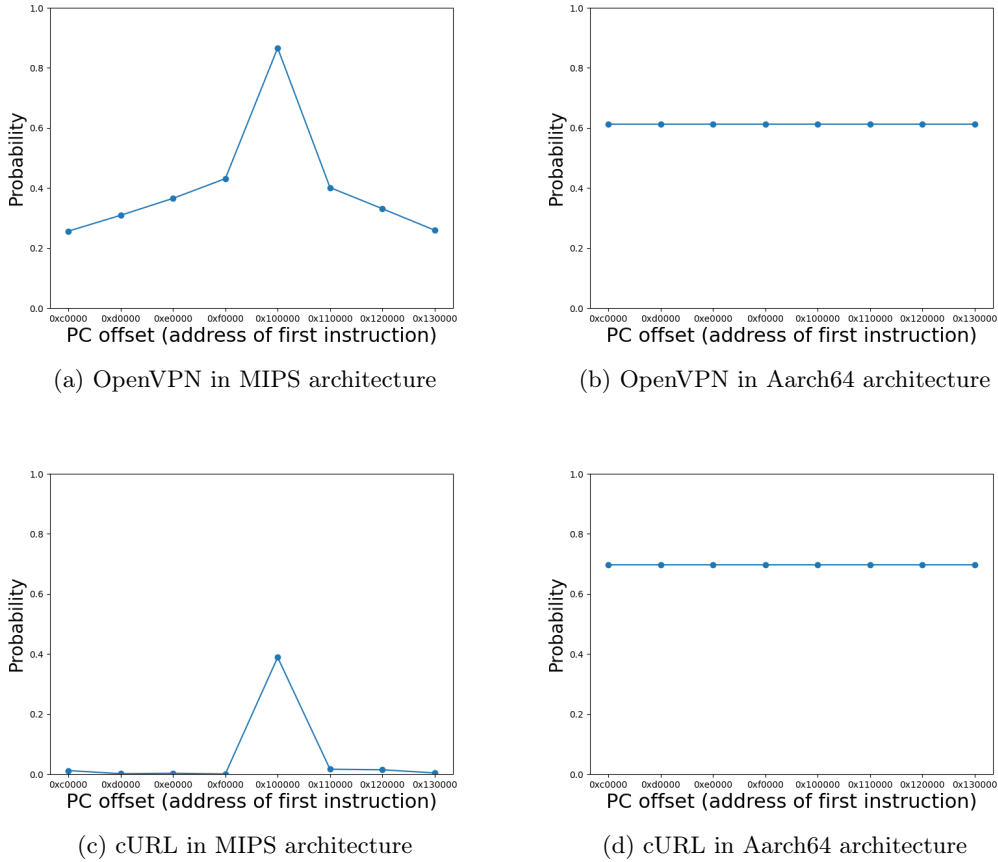 1.0
0.8
0.6
0.4
0.2
0.0
Probability
0xc0000 0xd0000 0xe0000 0xf0000 0x100000 0x110000 0x120000 0x130000
PC offset (address of first instruction)
(a) OpenVPN in MIPS architecture
1.0
0.8
0.6
0.4
0.2
0.0
Probability
0xc0000 0xd0000 0xe0000 0xf0000 0x100000 0x110000 0x120000 0x130000
PC offset (address of first instruction)
(b) OpenVPN in Aarch64 architecture
1.0
0.8
0.6
0.4
0.2
0.0
Probability
0xc0000 0xd0000 0xe0000 0xf0000 0x100000 0x110000 0x120000 0x130000
PC offset (address of first instruction)
(c) cURL in MIPS architecture
1.0
0.8
0.6
0.4
0.2
0.0
Probability
0xc0000 0xd0000 0xe0000 0xf0000 0x100000 0x110000 0x120000 0x130000
PC offset (address of first instruction)
(d) cURL in Aarch64 architecture